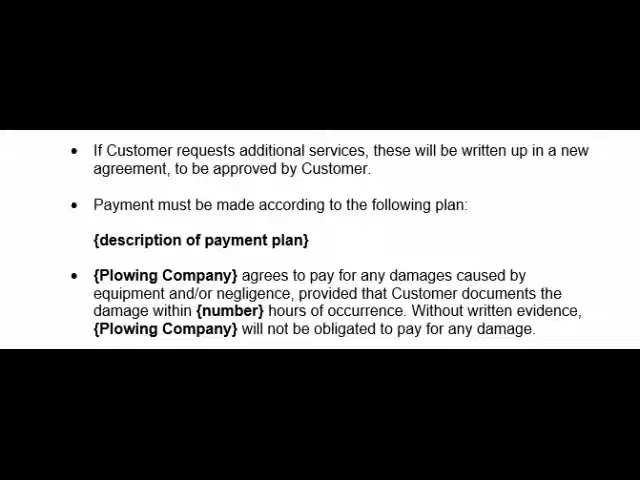 • If Customer requests additional services, these will be written up in a new
agreement, to be approved by Customer.
• Payment must be made according to the following plan:
{description of payment plan}
• {Plowing Company} agrees to pay for any damages caused by
equipment and/or negligence, provided that Customer documents the
damage within {number} hours of occurrence. Without written evidence,
{Plowing Company} will not be obligated to pay for any damage.